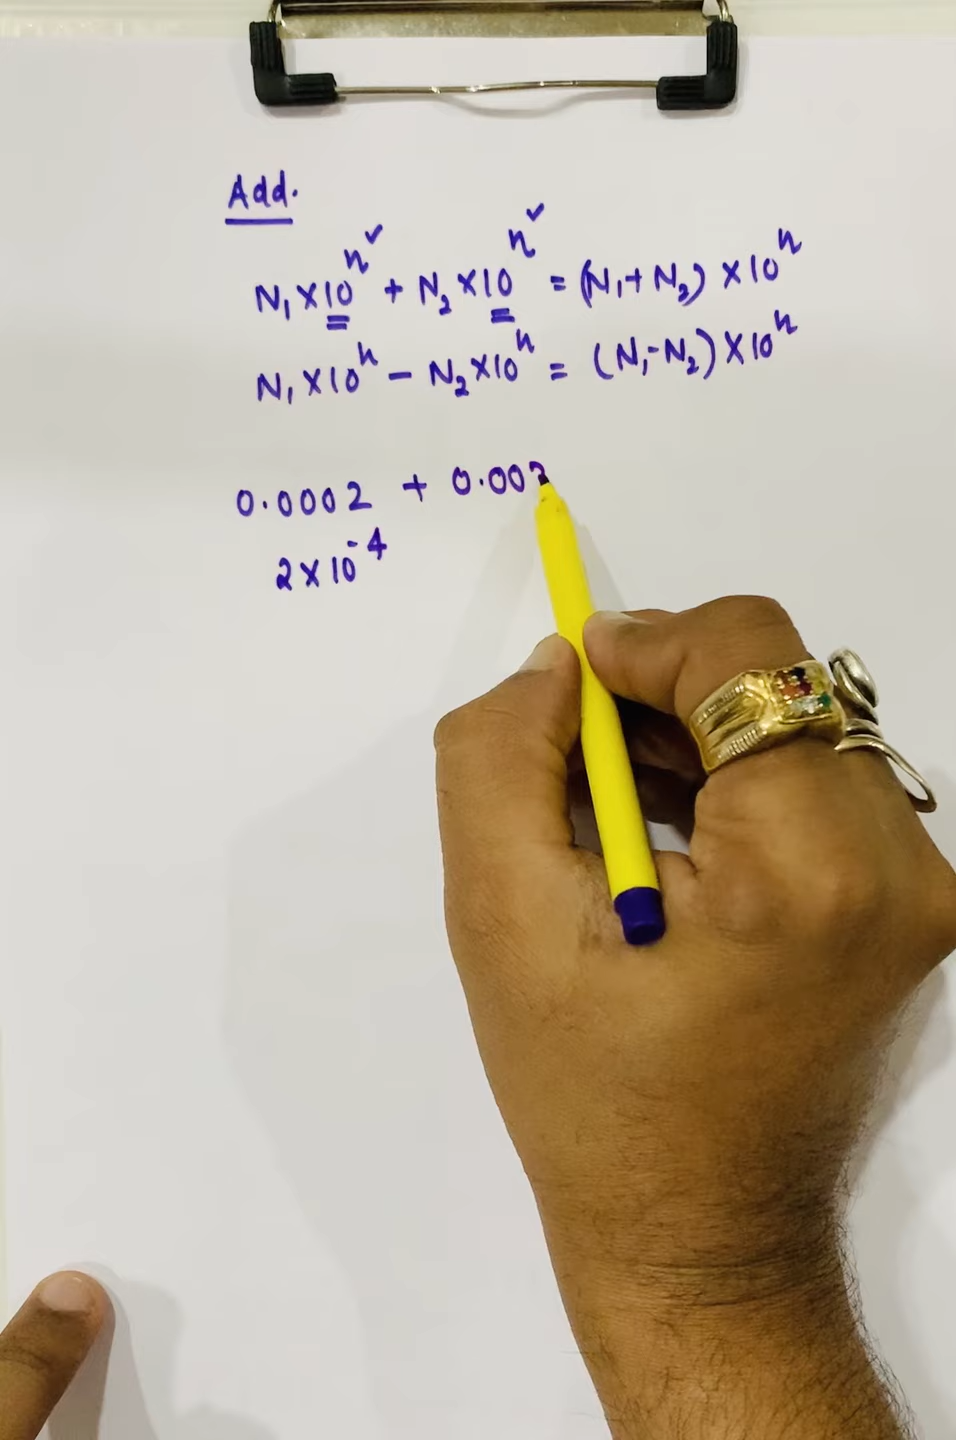 Add.
N₁×10ⁿ + N₂×10ⁿ = (N₁+N₂)×10ⁿ
N₁×10ⁿ - N₂×10ⁿ = (N₁-N₂)×10ⁿ
0.0002 + 0.00
2×10⁻⁴